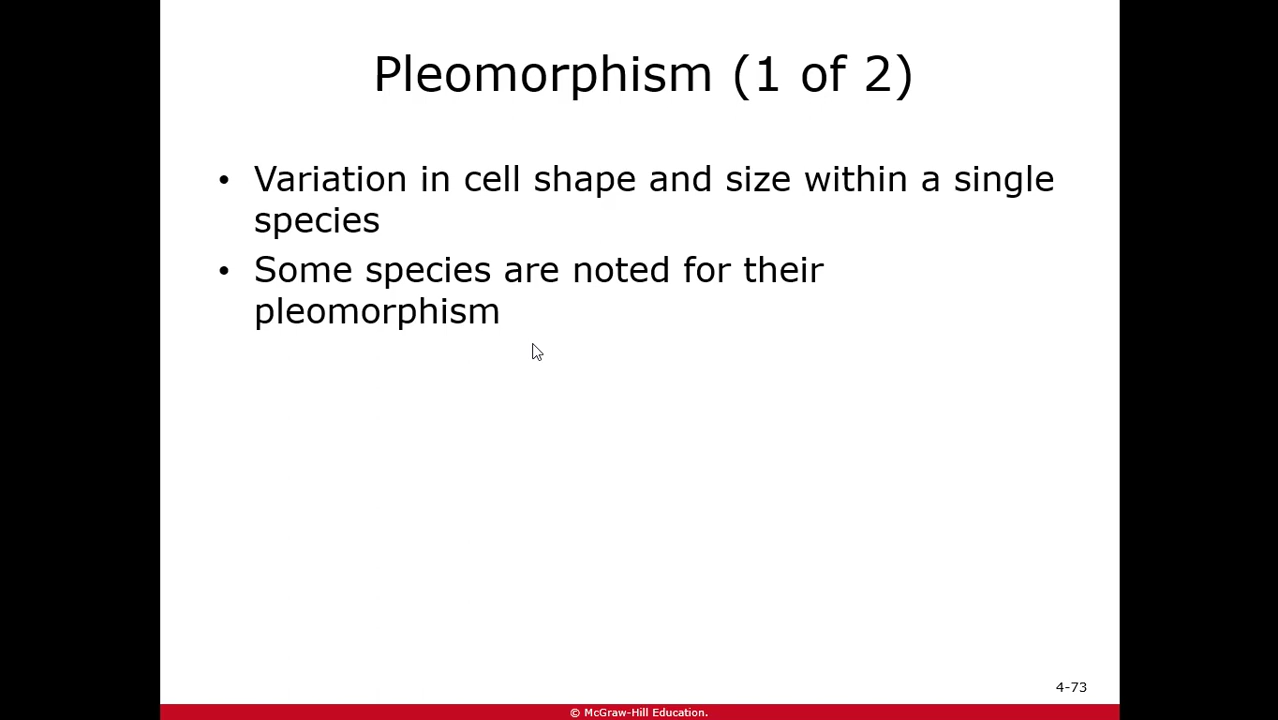 Pleomorphism (1 of 2)
• Variation in cell shape and size within a single
species
• Some species are noted for their
pleomorphism
4-73
© McGraw-Hill Education.